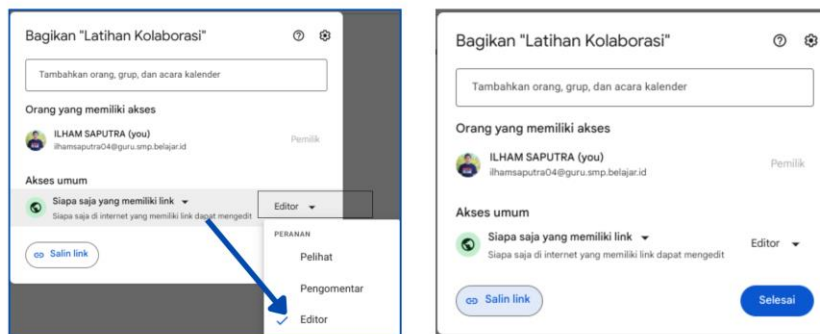 Bagikan "Latihan Kolaborasi"
Tambahkan orang, grup, dan acara kalender
Orang yang memiliki akses
ILHAM SAPUTRA (you)
ilhamsaputra04@guru.smp.belajar.id
Pemilik
Akses umum
Siapa saja yang memiliki link
Siapa saja di internet yang memiliki link dapat mengedit
Editor
PERANAN
Pelihat
Pengomentar
Editor
Salin link
Bagikan "Latihan Kolaborasi"
Tambahkan orang, grup, dan acara kalender
Orang yang memiliki akses
ILHAM SAPUTRA (you)
ilhamsaputra04@guru.smp.belajar.id
Pemilik
Akses umum
Siapa saja yang memiliki link
Siapa saja di internet yang memiliki link dapat mengedit
Editor
Salin link
Selesai